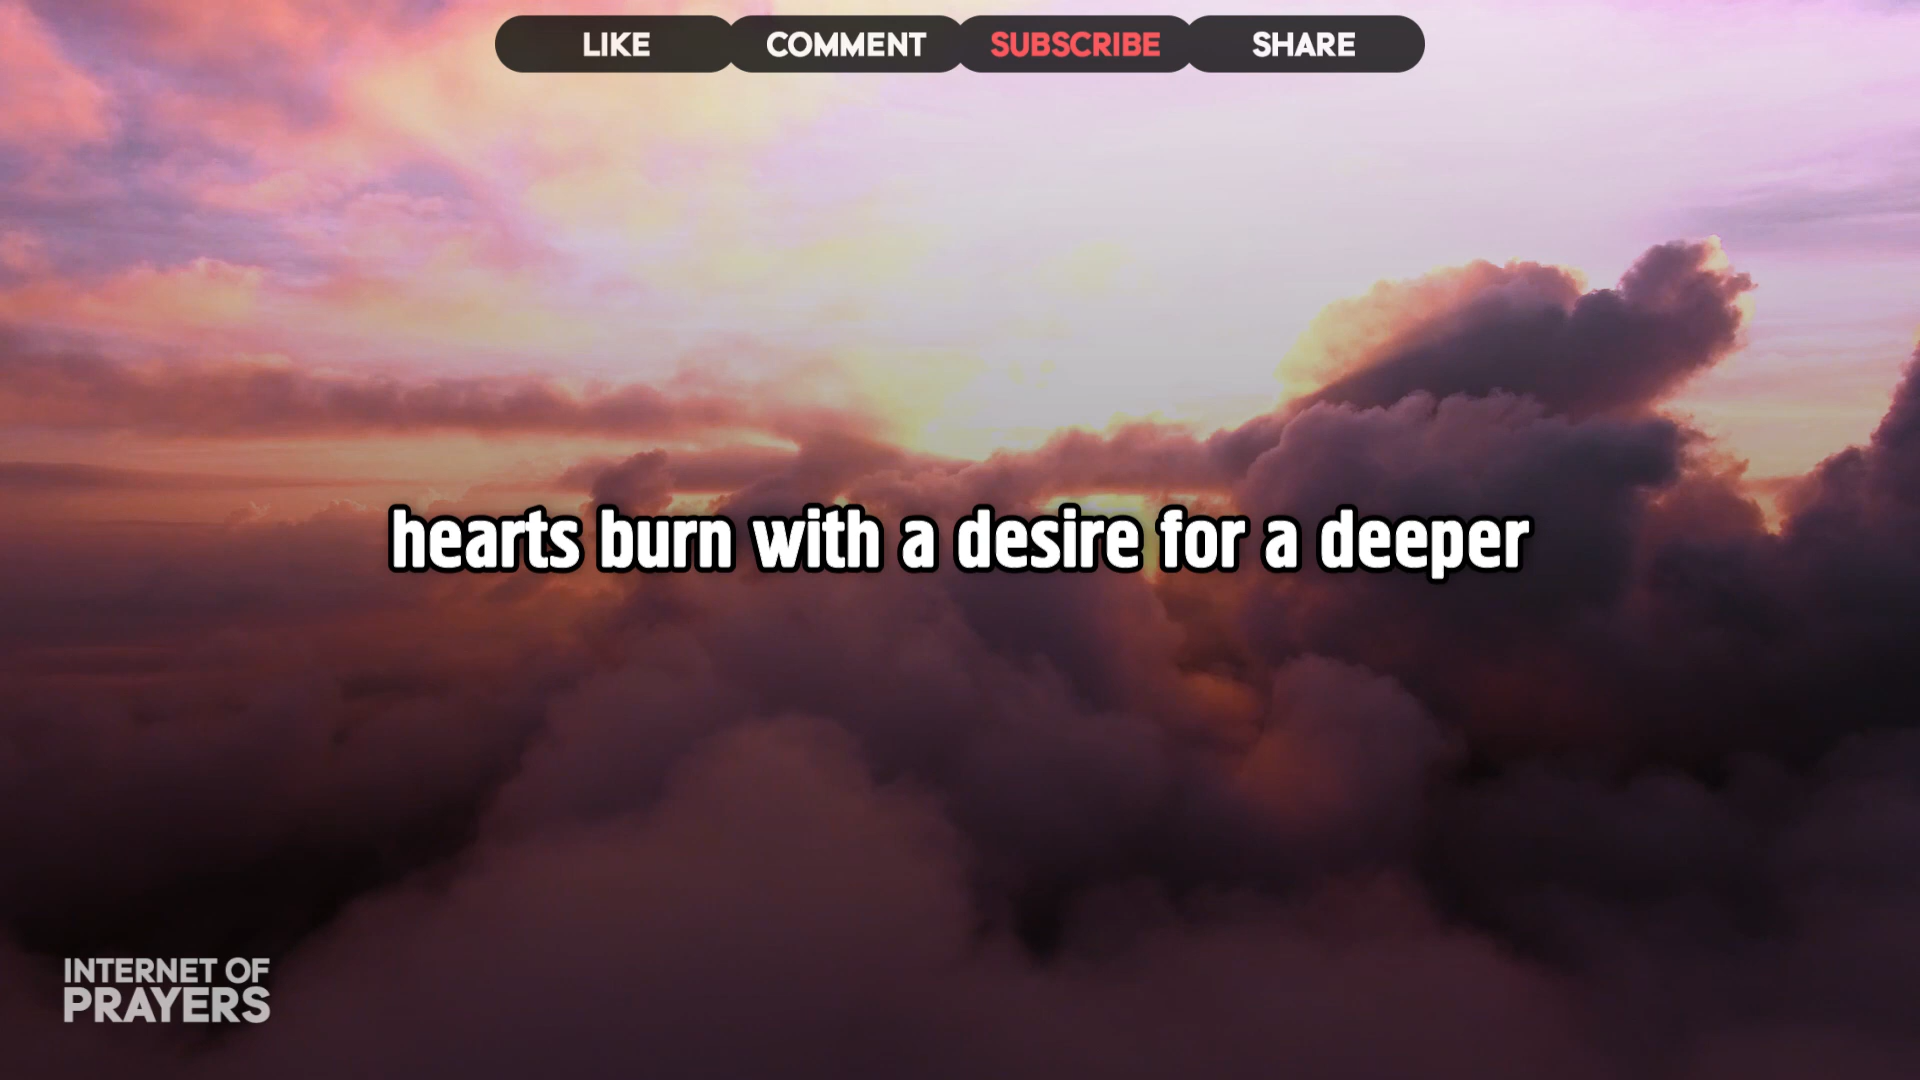 LIKE COMMENT SUBSCRIBE SHARE
hearts burn with a desire for a deeper
INTERNET OF
PRAYERS